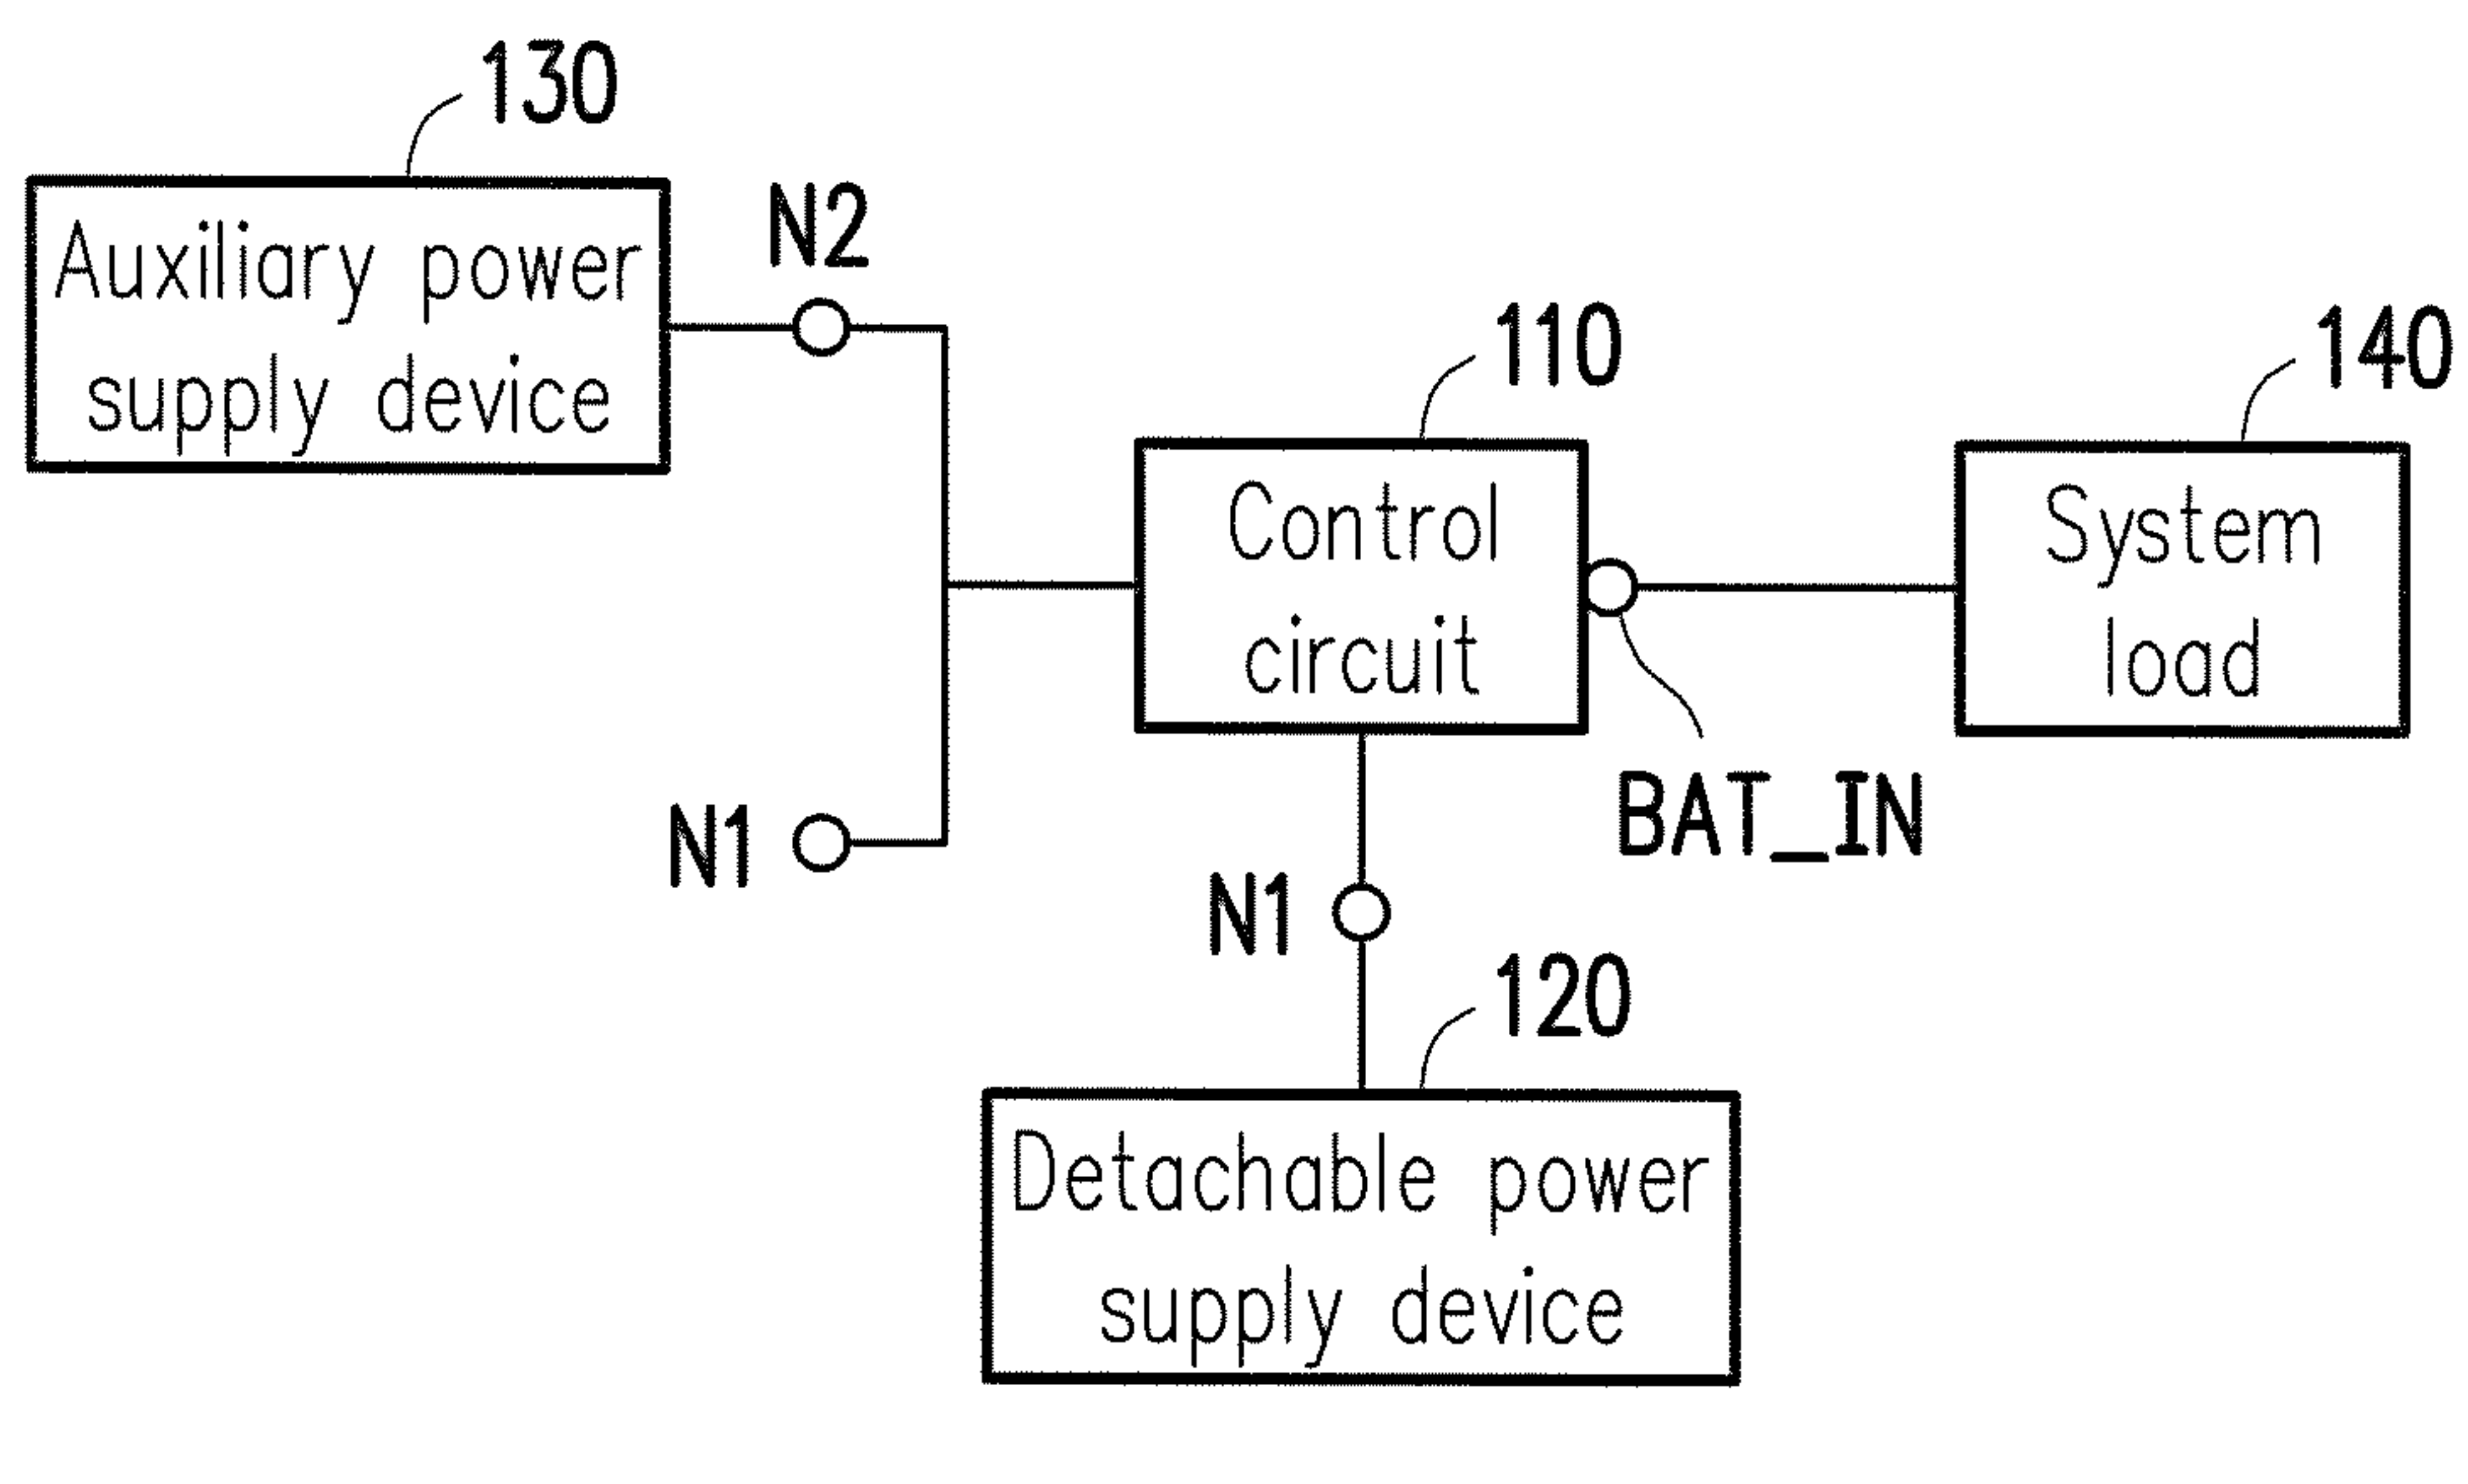 130
Auxiliary power
supply device
N2
110
Control
circuit
140
System
load
BAT_IN
N1
N1
120
Detachable power
supply device